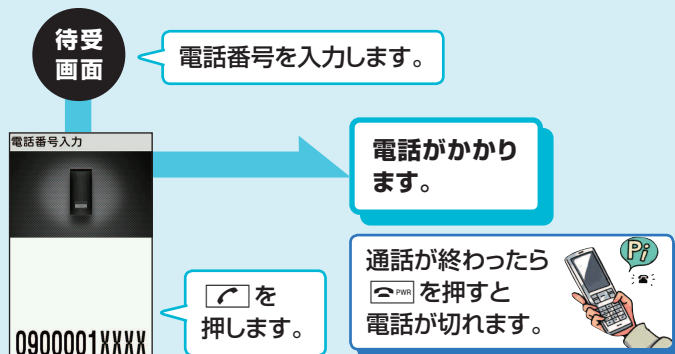 待受
画面
電話番号を入力します。
電話番号入力
0900001XXXX
を
押します。
電話がかかり
ます。
通話が終わったら
PWR を押すと
電話が切れます。
Pi